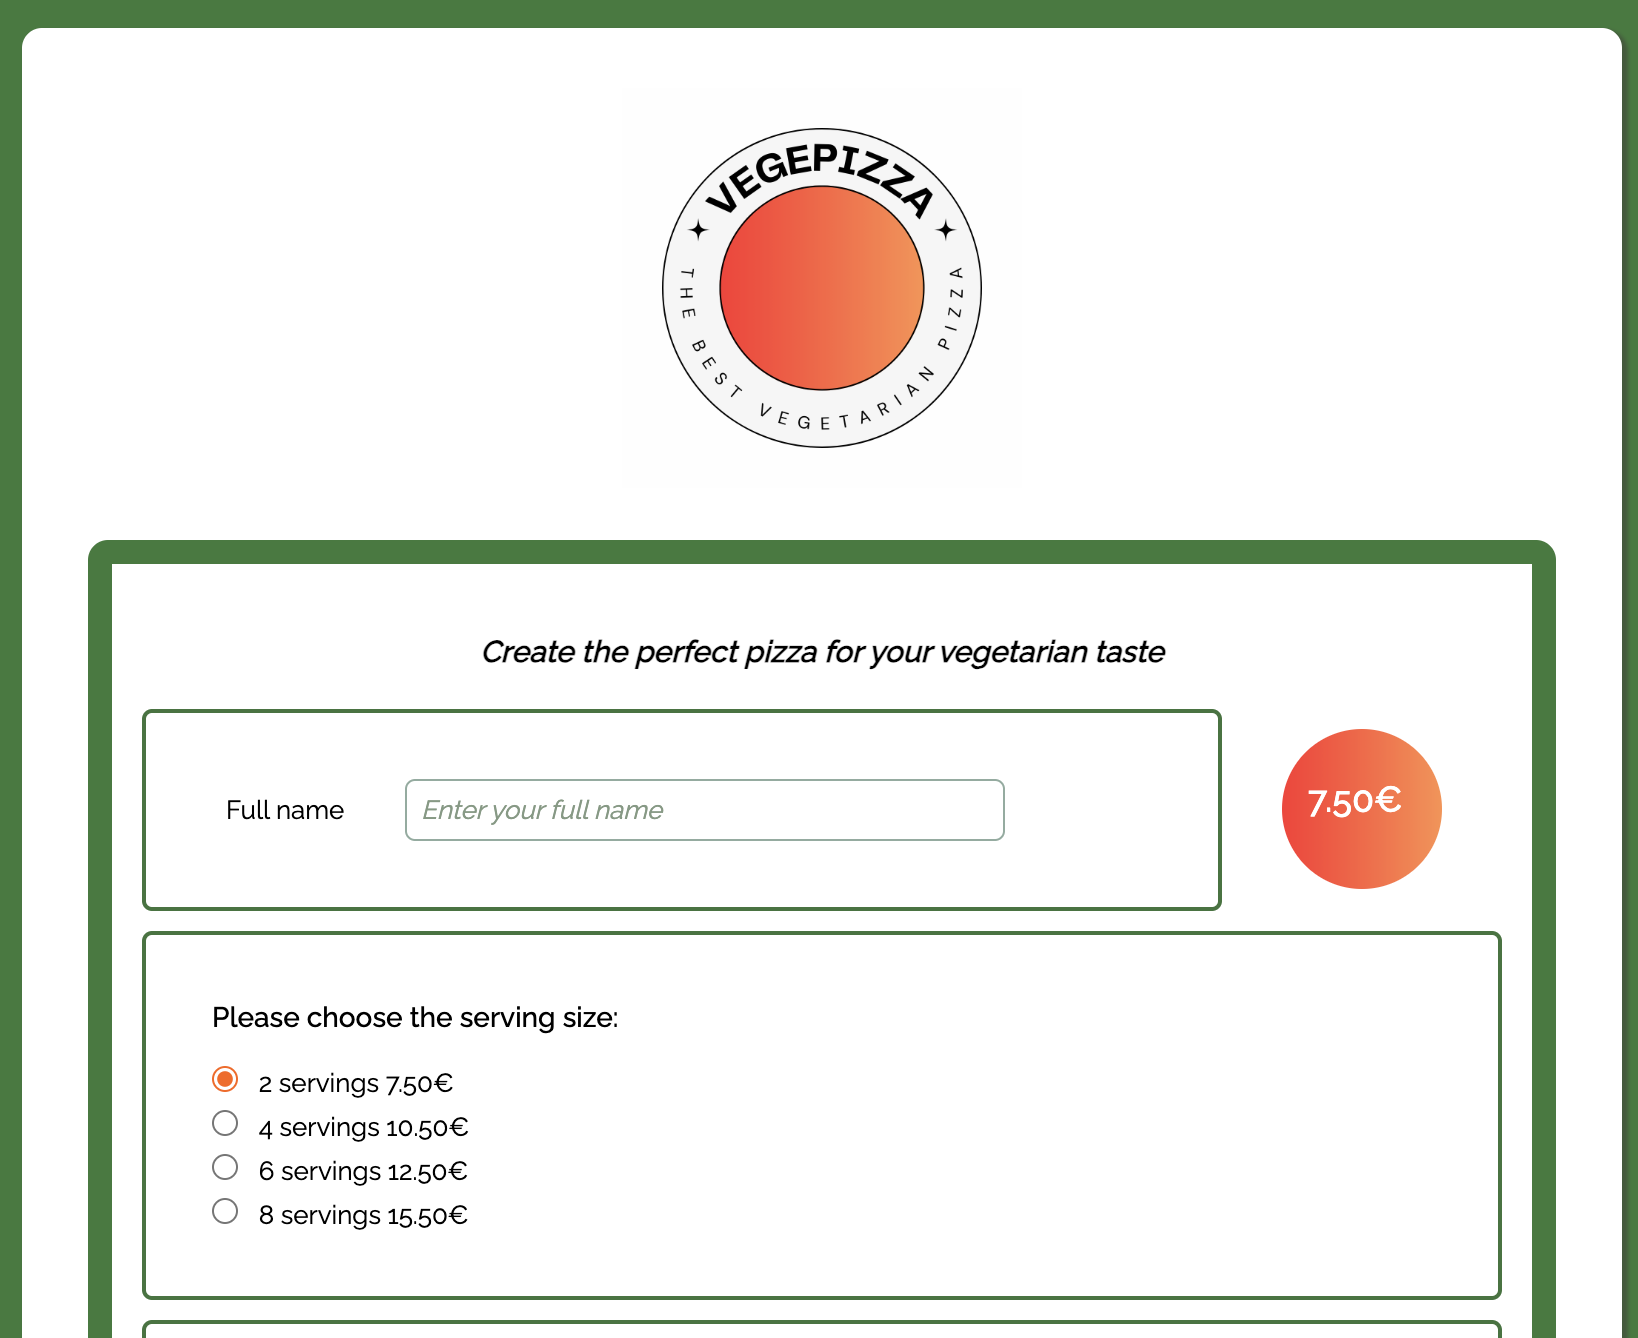 VEGEPIZZA
THE BEST VEGETARIAN PIZZA
Create the perfect pizza for your vegetarian taste
Full name
Enter your full name
7.50€
Please choose the serving size:
2 servings 7.50€
4 servings 10.50€
6 servings 12.50€
8 servings 15.50€